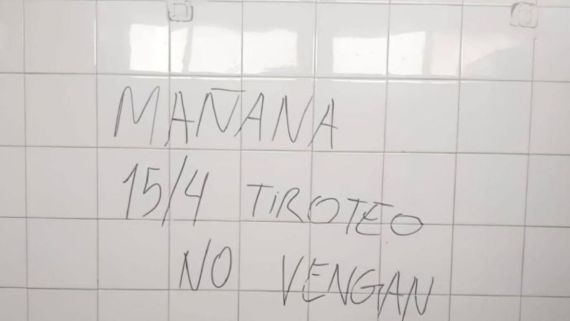 MAÑANA
15/4 TIROTEO
NO VENGAN